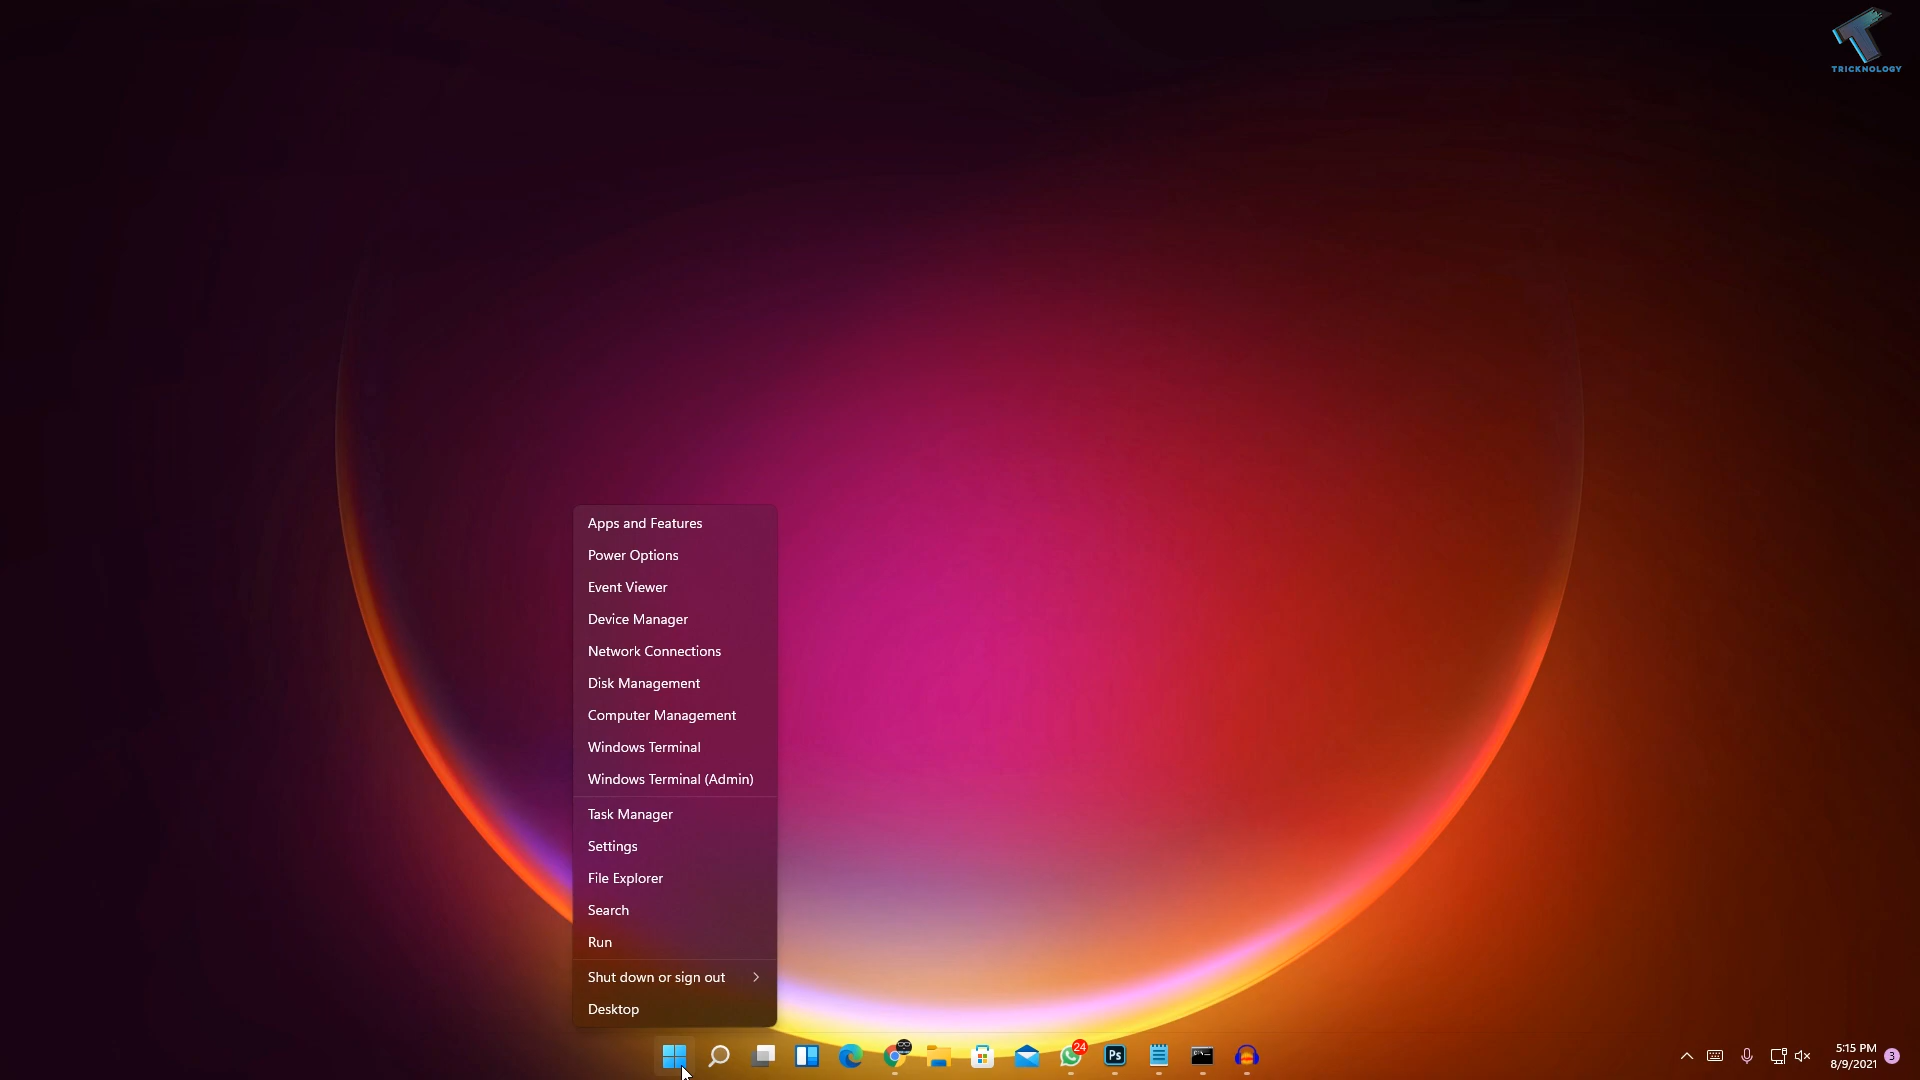 TRICKNOLOGY
Apps and Features
Power Options
Event Viewer
Device Manager
Network Connections
Disk Management
Computer Management
Windows Terminal
Windows Terminal (Admin)
Task Manager
Settings
File Explorer
Search
Run
Shut down or sign out
Desktop
24
Ps
5:15 PM
8/9/2021
3